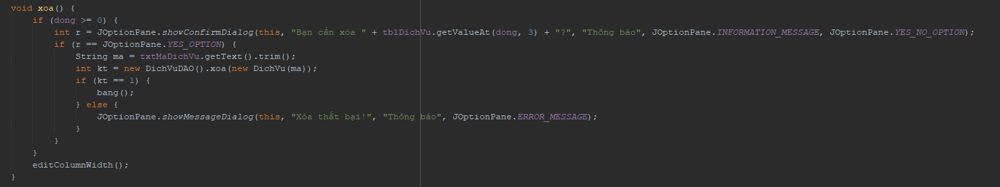 void xoa() {
if (dong >= 0) {
int r = JOptionPane.showConfirmDialog(this, "Bạn cần xóa " + tblDichVu.getValueAt(dong, 3) + "?", "Thông báo", JOptionPane.INFORMATION_MESSAGE, JOptionPane.YES_NO_OPTION);
if (r == JOptionPane.YES_OPTION) {
String ma = txtMaDichVu.getText().trim();
int kt = new DichVuDAO().xoa(new DichVu(ma));
if (kt == 1) {
bang();
} else {
JOptionPane.showMessageDialog(this, "Xóa thất bại!", "Thông báo", JOptionPane.ERROR_MESSAGE);
}
}
}
editColumnWidth();
}